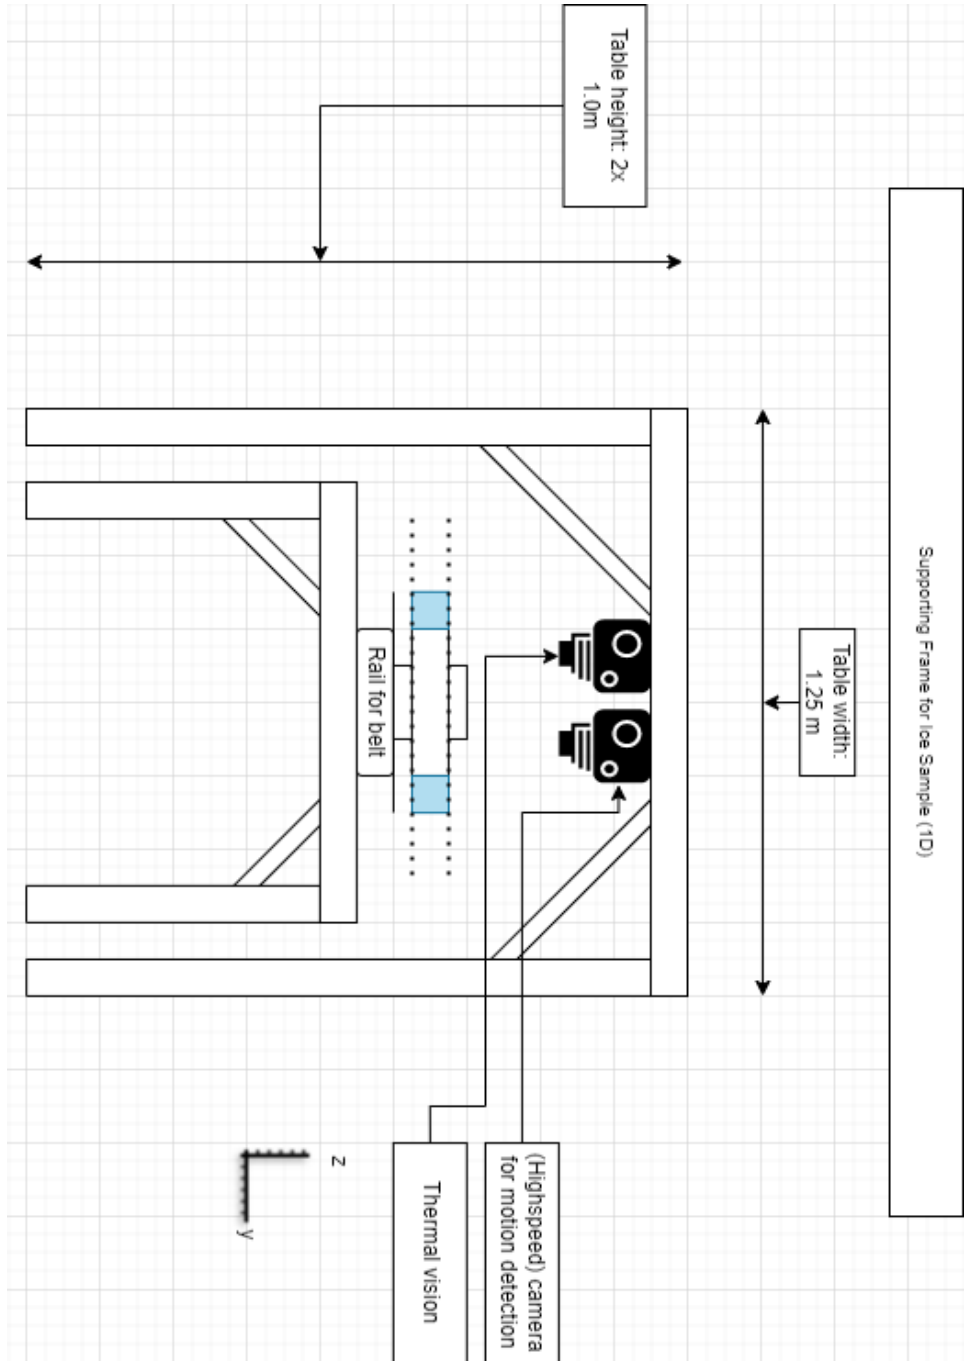 Supporting Frame for Ice Sample (1D)
Table height: 2x
1.0m
Table width:
1.25 m
Rail for belt
(Highspeed) camera
for motion detection
Thermal vision
z
y